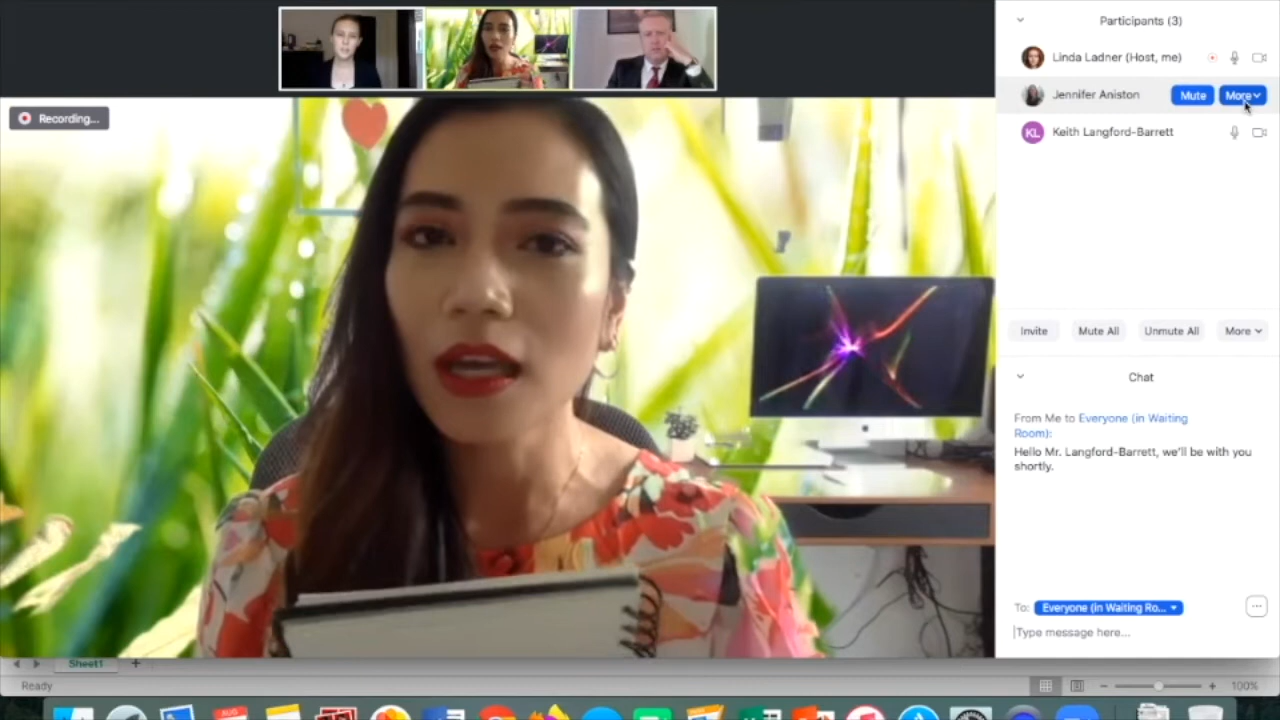 Participants (3)
Linda Ladner (Host, me)
Recording...
Jennifer Aniston
Mute
More
KL
Keith Langford-Barrett
Invite
Mute All
Unmute All
More
Chat
From Me to Everyone (in Waiting
Room):
Hello Mr. Langford-Barrett, we'll be with you
shortly.
To:
Everyone (in Waiting Ro...
Type message here...
Sheet1
Ready
100%
AUG